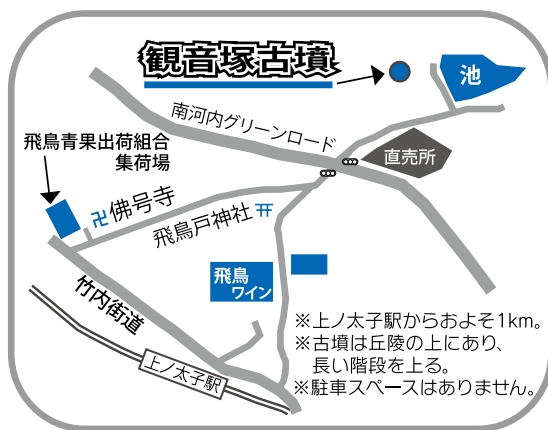 観音塚古墳
池
南河内グリーンロード
飛鳥青果出荷組合
集荷場
直売所
卍佛号寺
飛鳥戸神社
飛鳥
ワイン
竹内街道
上ノ太子駅
※上ノ太子駅からおよそ1km。
※古墳は丘陵の上にあり、
長い階段を上る。
※駐車スペースはありません。